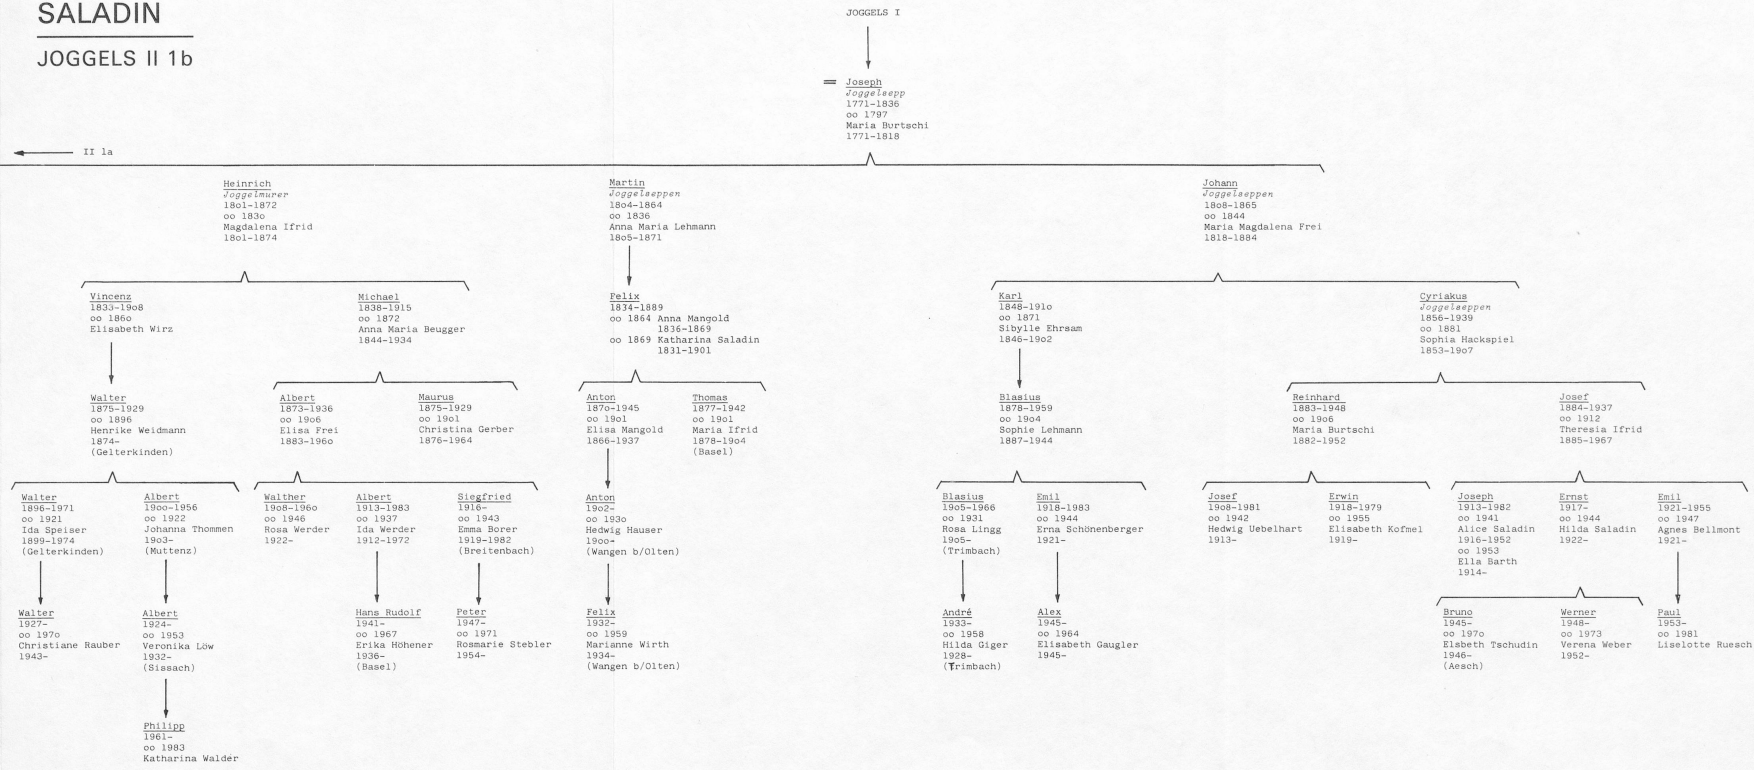 SALADIN
JOGGELS II 1b
JOGGELS I
Joseph
Joggelsepp
1771-1836
oo 1797
Maria Burtschi
1771-1818
II 1a
Heinrich
Joggelmurer
18o1-1872
oo 183o
Magdalena Ifrid
18o1-1874
Martin
Joggelseppen
18o4-1864
oo 1836
Anna Maria Lehmann
18o5-1871
Johann
Joggelseppen
18o8-1865
oo 1844
Maria Magdalena Frei
1818-1884
Vincenz
1833-19o8
oo 186o
Elisabeth Wirz
Michael
1838-1915
oo 1872
Anna Maria Beugger
1844-1934
Felix
1834-1889
oo 1864 Anna Mangold
1836-1869
oo 1869 Katharina Saladin
1831-1901
Karl
1848-191o
oo 1871
Sibylle Ehrsam
1846-19o2
Cyriakus
Joggelseppen
1856-1939
oo 1881
Sophia Hackspiel
1853-19o7
Walter
1875-1929
oo 1896
Henrike Weidmann
1874-
(Gelterkinden)
Albert
1873-1936
oo 19o6
Elisa Frei
1883-196o
Maurus
1875-1929
oo 19o1
Christina Gerber
1876-1964
Anton
187o-1945
oo 19o1
Elisa Mangold
1866-1937
Thomas
1877-1942
oo 19o1
Maria Ifrid
1878-19o4
(Basel)
Blasius
1878-1959
oo 19o4
Sophie Lehmann
1887-1944
Reinhard
1883-1948
oo 19o6
Maria Burtschi
1882-1952
Josef
1884-1937
oo 1912
Theresia Ifrid
1885-1967
Walter
1896-1971
oo 1921
Ida Speiser
1899-1974
(Gelterkinden)
Albert
19oo-1956
oo 1922
Johanna Thommen
19o3-
(Muttenz)
Walther
19o8-196o
oo 1946
Rosa Werder
1922-
Albert
1913-1983
oo 1937
Ida Werder
1912-1972
Siegfried
1916-
oo 1943
Emma Borer
1919-1982
(Breitenbach)
Anton
19o2-
oo 193o
Hedwig Hauser
19oo-
(Wangen b/Olten)
Blasius
19o5-1966
oo 1931
Rosa Lingg
19o5-
(Trimbach)
Emil
1918-1983
oo 1944
Erna Schönenberger
1921-
Josef
19o8-1981
oo 1942
Hedwig Uebelhart
1913-
Erwin
1918-1979
oo 1955
Elisabeth Kofmel
1919-
Joseph
1913-1982
oo 1941
Alice Saladin
1916-1952
oo 1953
Ella Barth
1914-
Ernst
1917-
oo 1944
Hilda Saladin
1922-
Emil
1921-1955
oo 1947
Agnes Bellmont
1921-
Walter
1927-
oo 197o
Christiane Rauber
1943-
Albert
1924-
oo 1953
Veronika Löw
1932-
(Sissach)
Hans Rudolf
1941-
oo 1967
Erika Höhener
1936-
(Basel)
Peter
1947-
oo 1971
Rosmarie Stebler
1954-
Felix
1932-
oo 1959
Marianne Wirth
1934-
(Wangen b/Olten)
André
1933-
oo 1958
Hilda Giger
1928-
(Trimbach)
Alex
1945-
oo 1964
Elisabeth Gaugler
1945-
Bruno
1945-
oo 197o
Elsbeth Tschudin
1946-
(Aesch)
Werner
1948-
oo 1973
Verena Weber
1952-
Paul
1953-
oo 1981
Liselotte Ruesch
Philipp
1961-
oo 1983
Katharina Walder